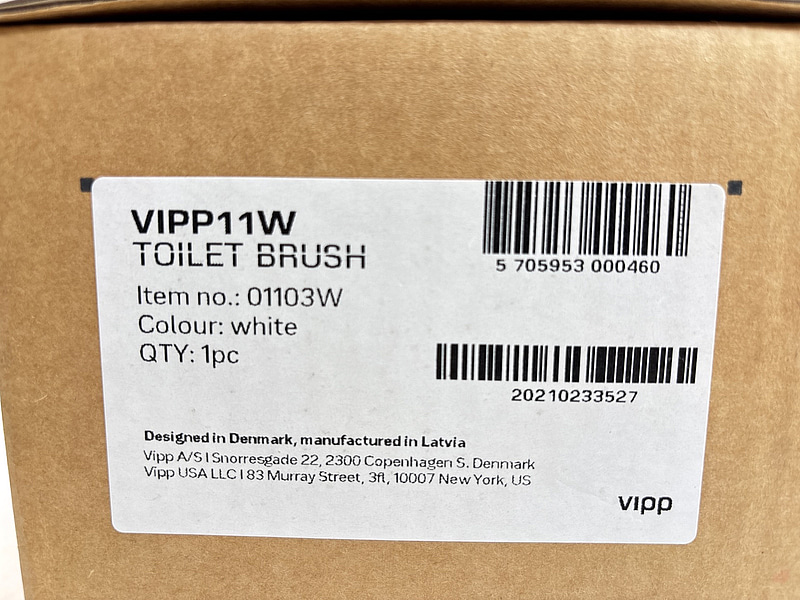 VIPP11W
TOILET BRUSH
Item no.: 01103W
Colour: white
QTY: 1pc
5 705953 000460
20210233527
Designed in Denmark, manufactured in Latvia
Vipp A/S | Snorresgade 22, 2300 Copenhagen S. Denmark
Vipp USA LLC | 83 Murray Street, 3fl, 10007 New York, US
vipp